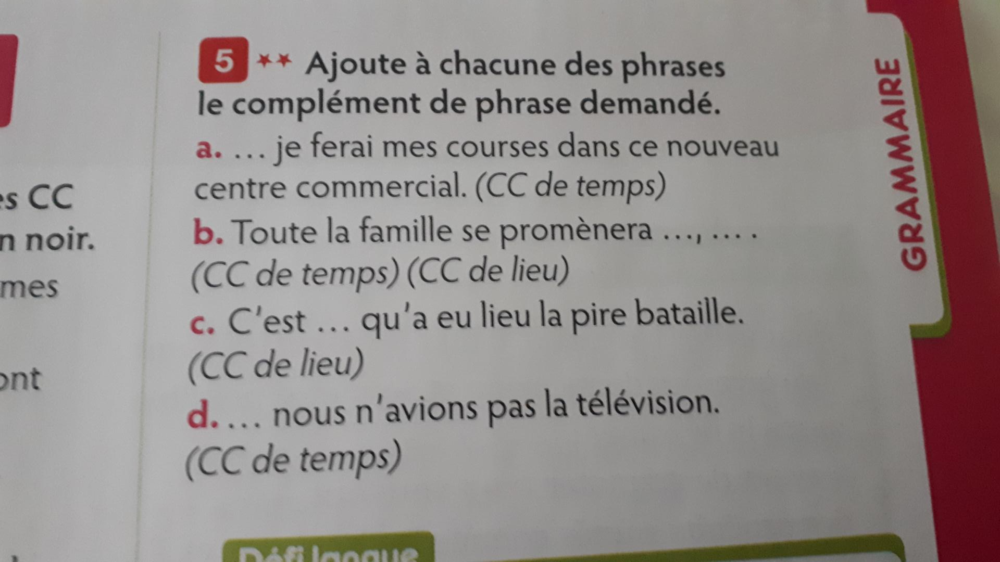 es CC
n noir.
mes
ont
5 ** Ajoute à chacune des phrases
le complément de phrase demandé.
a. ... je ferai mes courses dans ce nouveau
centre commercial. (CC de temps)
b. Toute la famille se promènera ..., ... .
(CC de temps) (CC de lieu)
c. C'est ... qu'a eu lieu la pire bataille.
(CC de lieu)
d. ... nous n'avions pas la télévision.
(CC de temps)
Défi langue
GRAMMAIRE